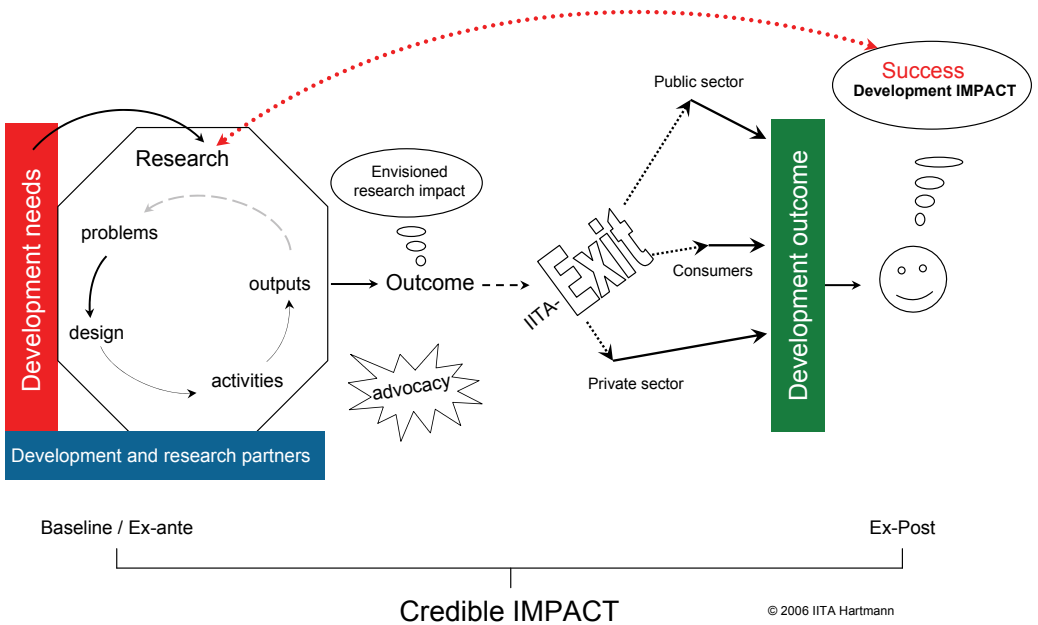 Success
Development IMPACT
Public sector
Development needs
Research
Envisioned
research impact
problems
outputs
design
activities
Outcome
advocacy
IITA-Exit
Consumers
Private sector
Development outcome
Development and research partners
Baseline / Ex-ante
Ex-Post
Credible IMPACT
© 2006 IITA Hartmann